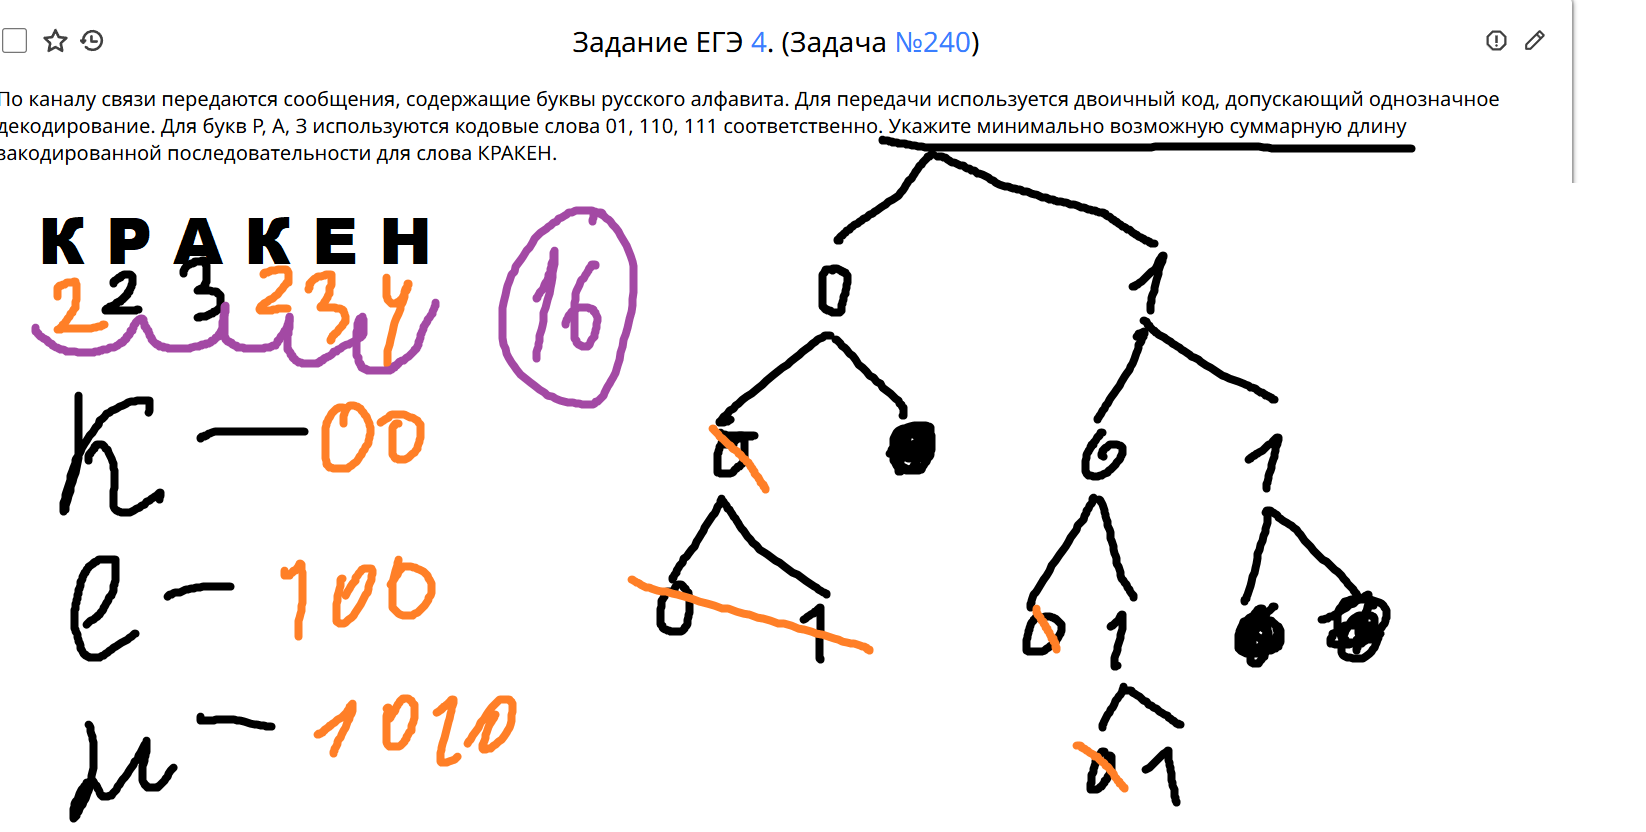 Задание ЕГЭ 4. (Задача №240)
По каналу связи передаются сообщения, содержащие буквы русского алфавита. Для передачи используется двоичный код, допускающий однозначное
декодирование. Для букв Р, А, З используются кодовые слова 01, 110, 111 соответственно. Укажите минимально возможную суммарную длину
закодированной последовательности для слова КРАКЕН.
КРАКЕН
2 2 3 2 3 4
16
К — 00
е — 100
н — 1010
0 1
0 0 1
0 1 0 1
0 1